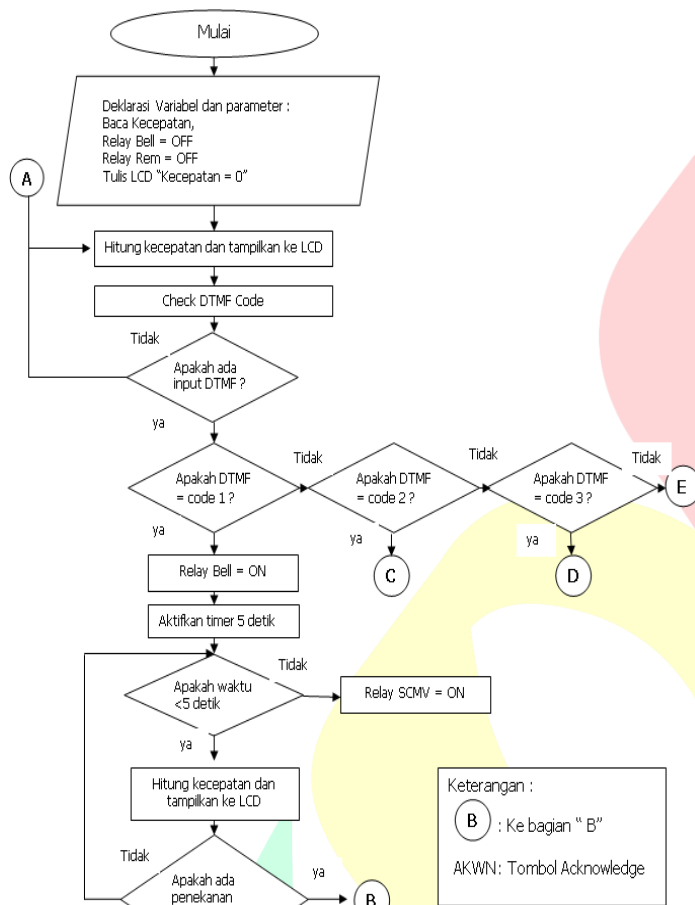 Mulai
Deklarasi Variabel dan parameter :
Baca Kecepatan,
Relay Bell = OFF
Relay Rem = OFF
Tulis LCD "Kecepatan = 0"
A
Hitung kecepatan dan tampilkan ke LCD
Check DTMF Code
Tidak
Apakah ada
input DTMF ?
ya
Apakah DTMF
= code 1 ?
Tidak
Apakah DTMF
= code 2 ?
Tidak
Apakah DTMF
= code 3 ?
Tidak
E
ya
ya
C
ya
D
Relay Bell = ON
Aktifkan timer 5 detik
Apakah waktu
<5 detik
Tidak
Relay SCMV = ON
ya
Hitung kecepatan dan
tampilkan ke LCD
Tidak
Apakah ada
penekanan
ya
B
Keterangan :
B : Ke bagian " B"
AKWN: Tombol Acknowledge